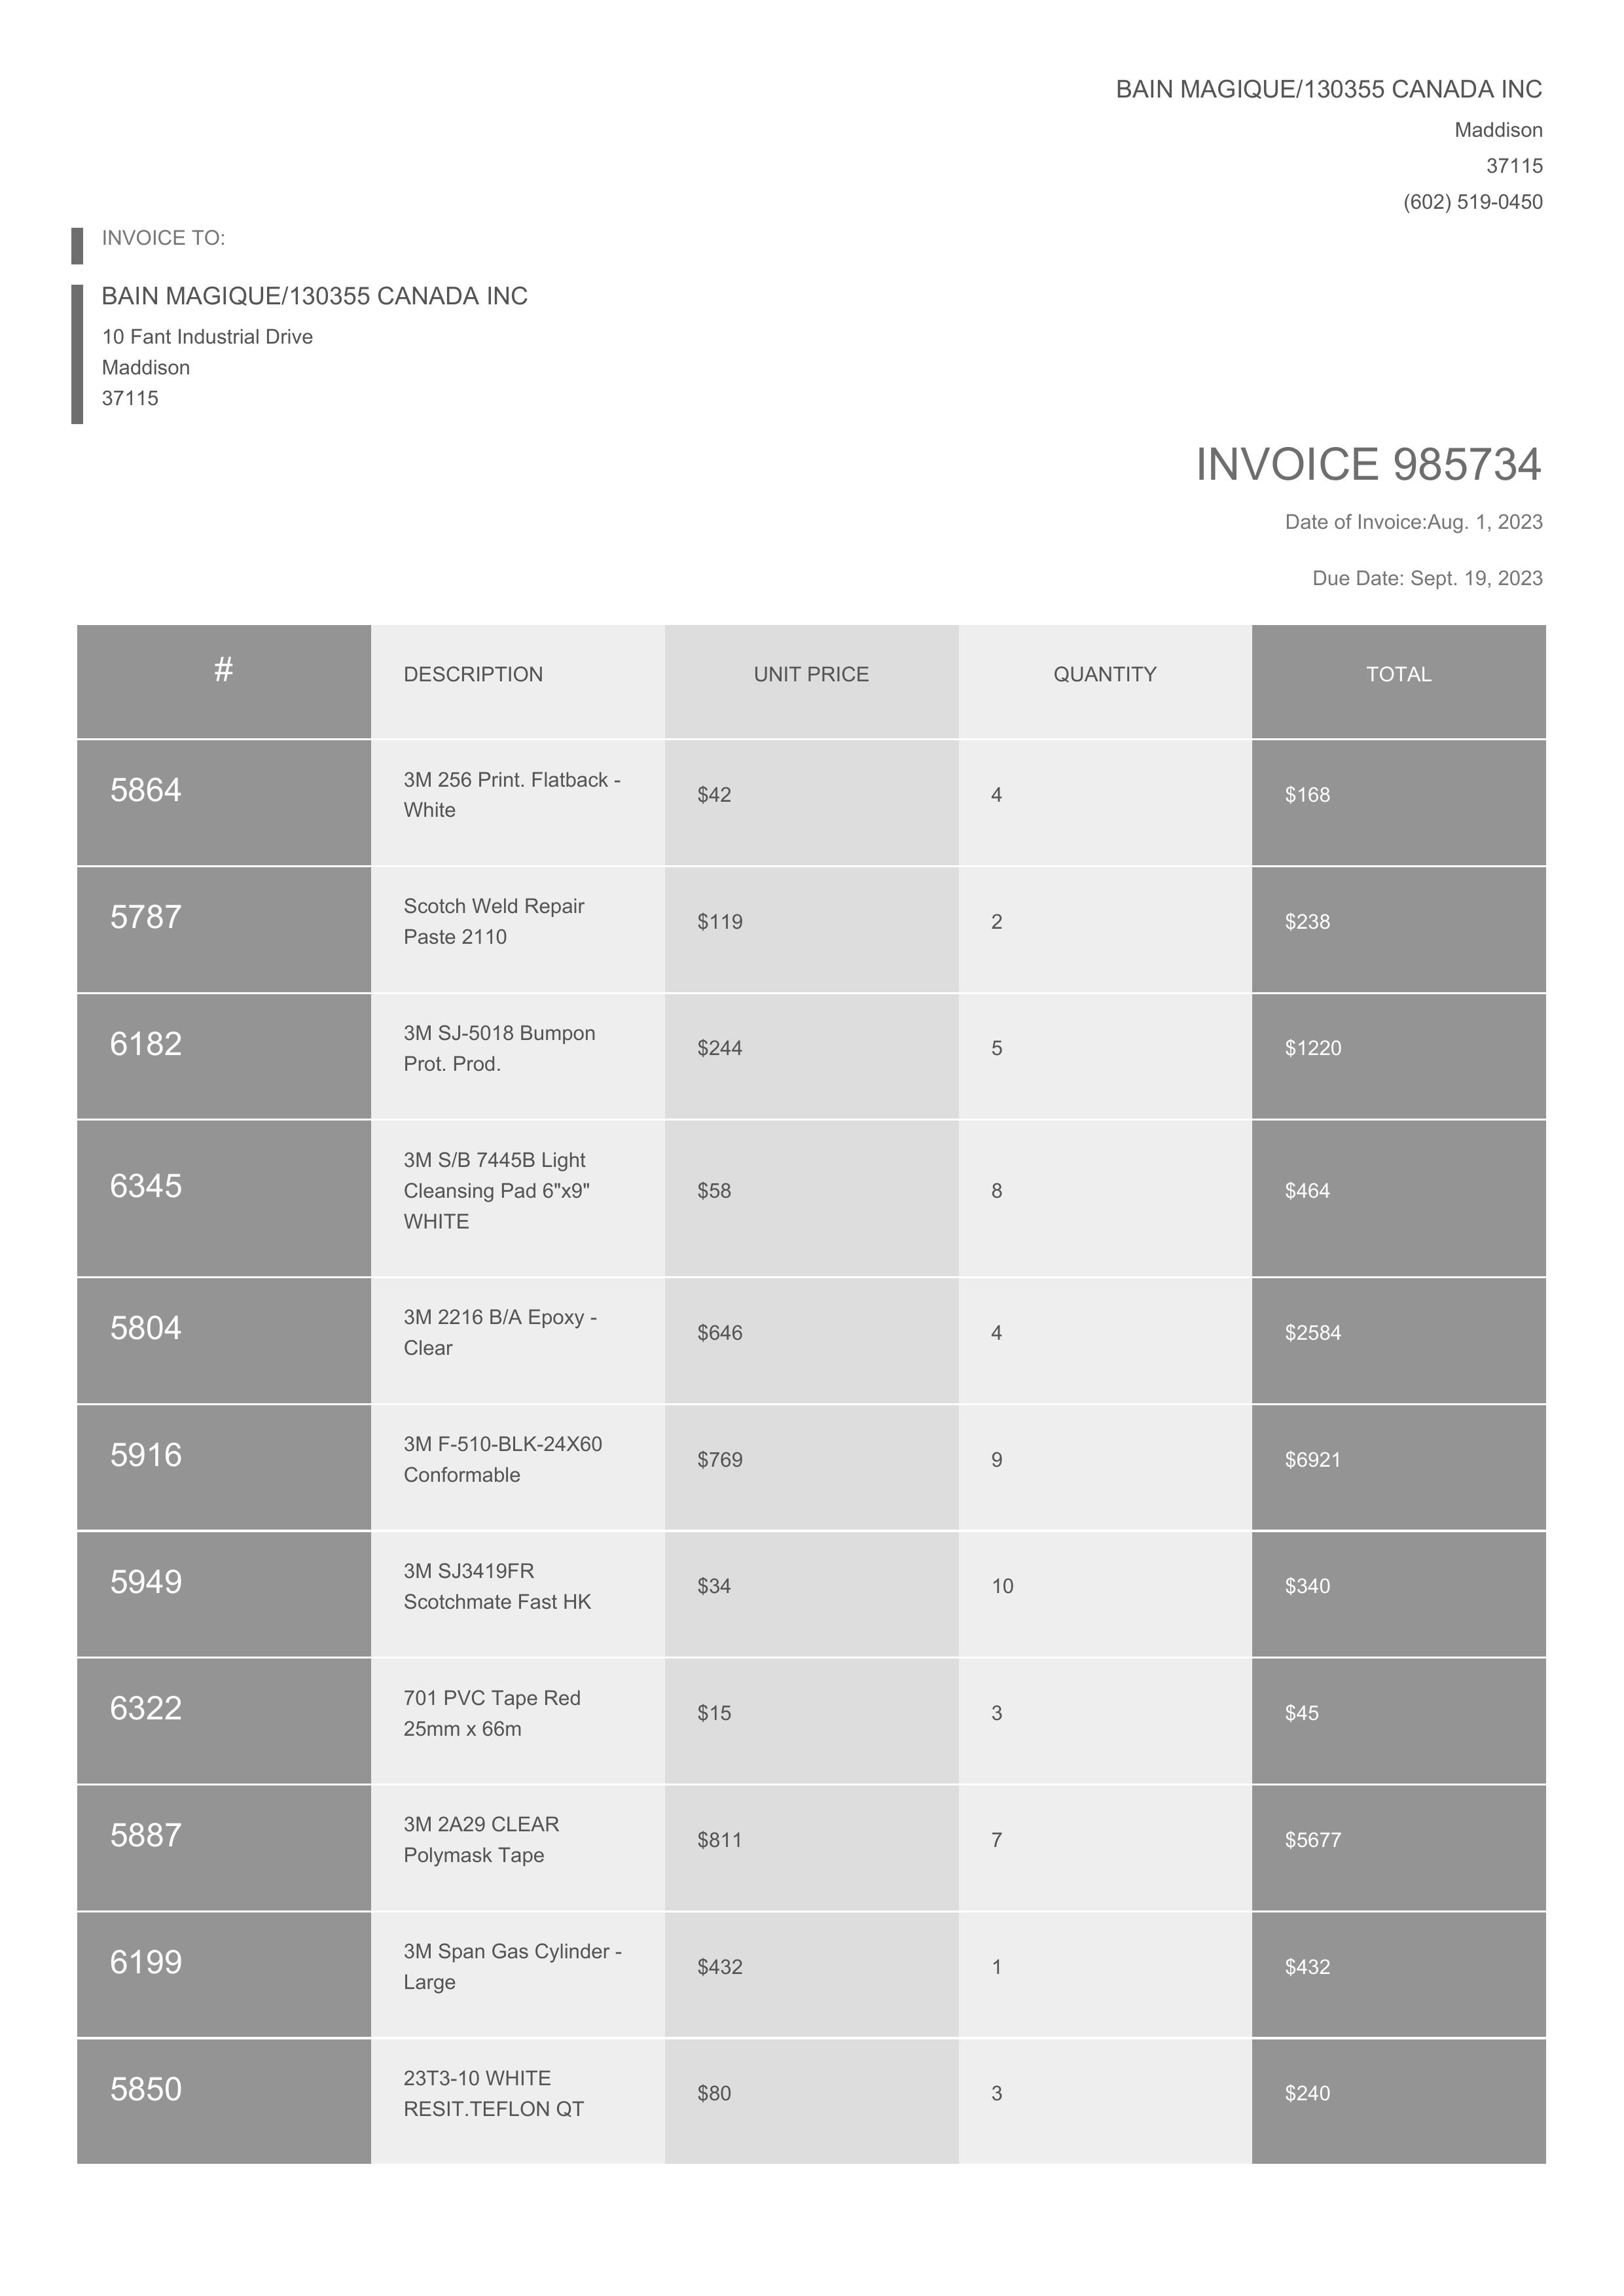 BAIN MAGIQUE/130355 CANADA INC
Maddison
37115
(602) 519-0450
INVOICE TO:
BAIN MAGIQUE/130355 CANADA INC
10 Fant Industrial Drive
Maddison
37115
INVOICE 985734
Date of Invoice:Aug. 1, 2023
Due Date: Sept. 19, 2023
# DESCRIPTION UNIT PRICE QUANTITY TOTAL
5864 3M 256 Print. Flatback - $42 4 $168
White
5787 Scotch Weld Repair $119 2 $238
Paste 2110
6182 3M SJ-5018 Bumpon $244 5 $1220
Prot. Prod.
6345 3M S/B 7445B Light $58 8 $464
Cleansing Pad 6"x9"
WHITE
5804 3M 2216 B/A Epoxy - $646 4 $2584
Clear
5916 3M F-510-BLK-24X60 $769 9 $6921
Conformable
5949 3M SJ3419FR $34 10 $340
Scotchmate Fast HK
6322 701 PVC Tape Red $15 3 $45
25mm x 66m
5887 3M 2A29 CLEAR $811 7 $5677
Polymask Tape
6199 3M Span Gas Cylinder - $432 1 $432
Large
5850 23T3-10 WHITE $80 3 $240
RESIT.TEFLON QT